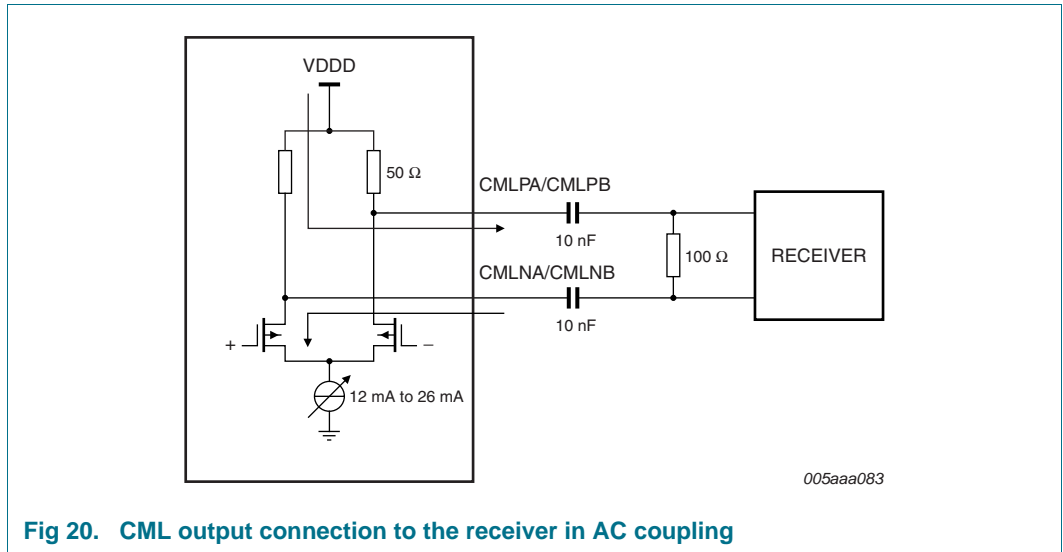 VDDD
50 Ω
CMLPA/CMLPB
10 nF
100 Ω
RECEIVER
CMLNA/CMLNB
10 nF
+
−
12 mA to 26 mA
005aaa083
Fig 20. CML output connection to the receiver in AC coupling